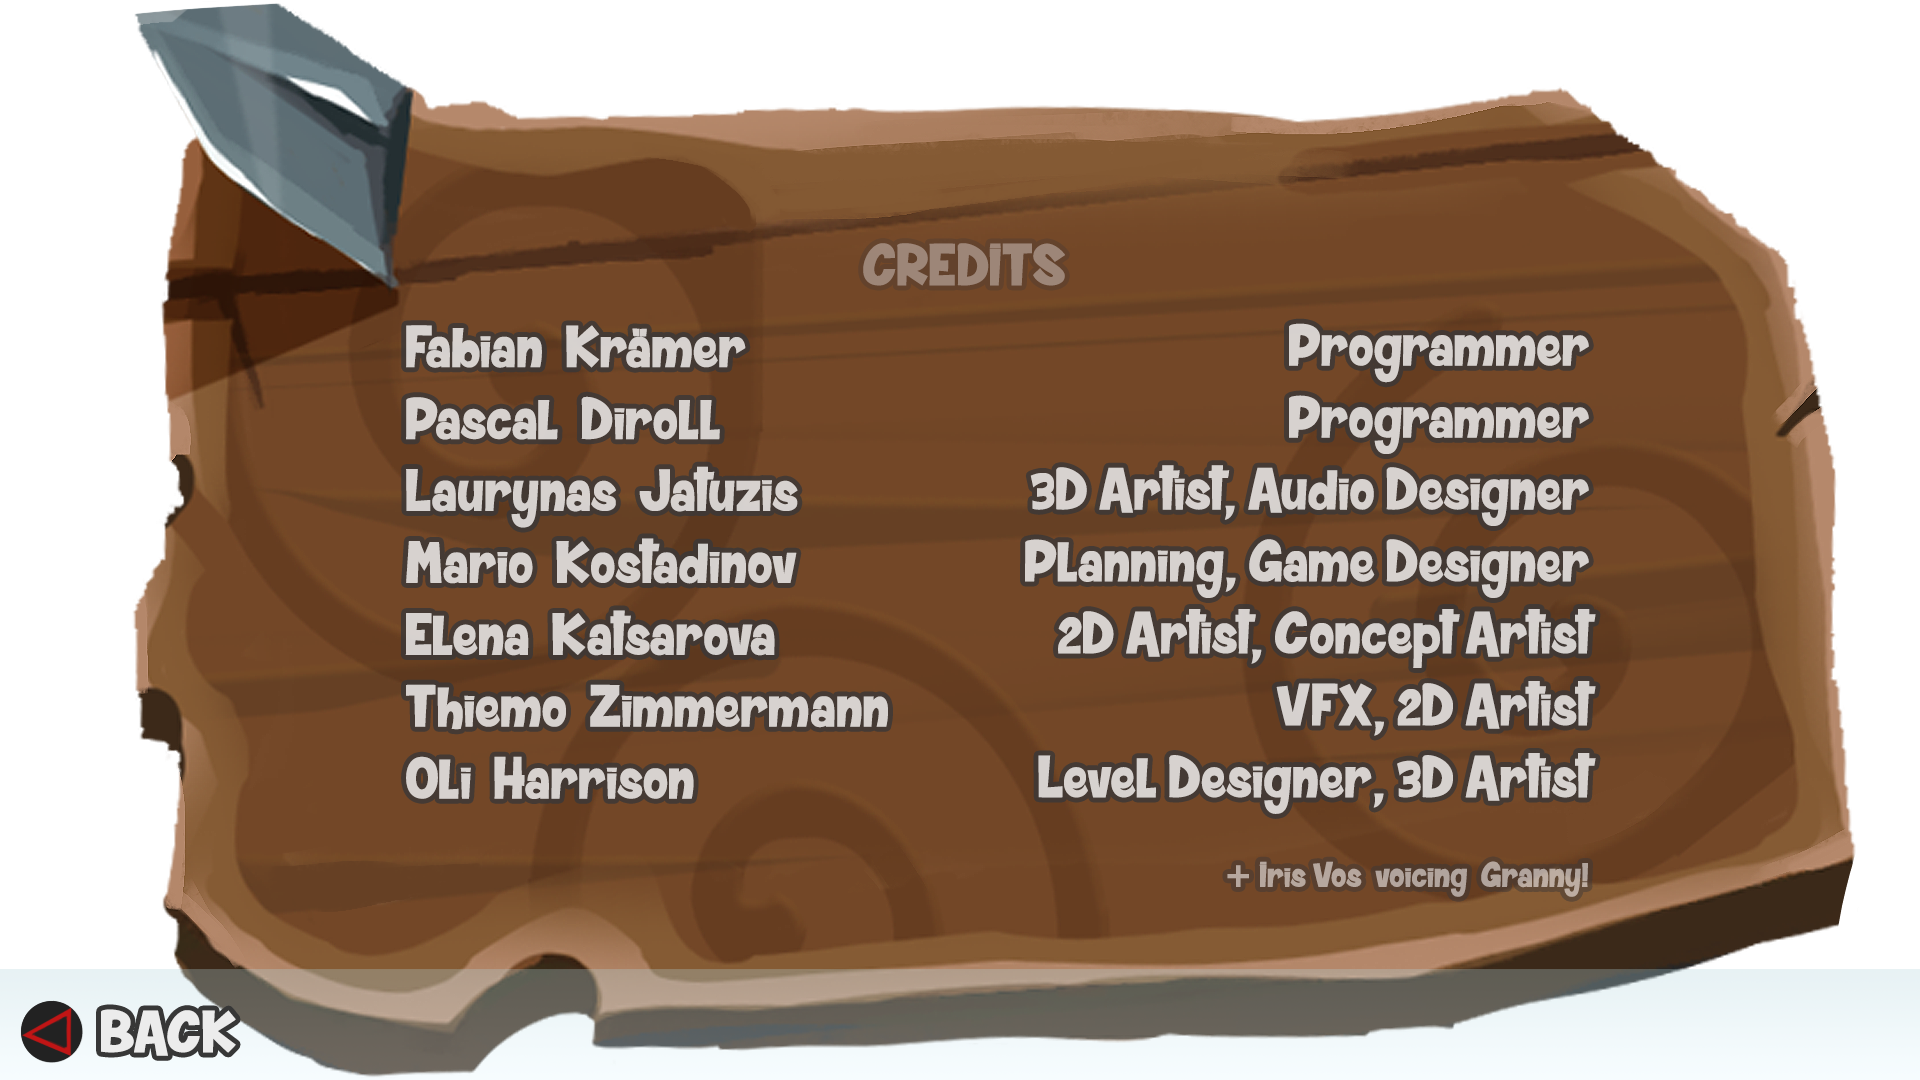 CREDITS
Fabian Krämer Programmer
Pascal Diroll Programmer
Laurynas Jatuzis 3D Artist, Audio Designer
Mario Kostadinov Planning, Game Designer
Elena Katsarova 2D Artist, Concept Artist
Thiemo Zimmermann VFX, 2D Artist
Oli Harrison Level Designer, 3D Artist
+ Iris Vos voicing Granny!
BACK